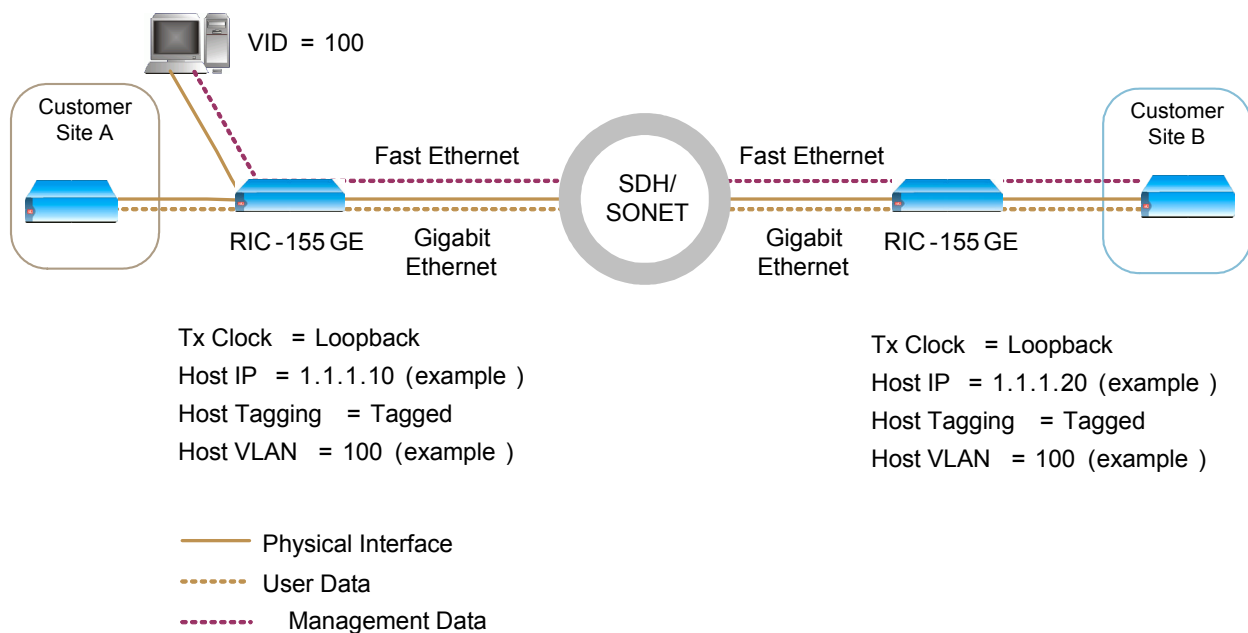 VID = 100
Customer
Site A
Customer
Site B
Fast Ethernet
SDH/
SONET
Fast Ethernet
RIC-155 GE
Gigabit
Ethernet
Gigabit
Ethernet
RIC-155 GE
Tx Clock = Loopback
Host IP = 1.1.1.10 (example )
Host Tagging = Tagged
Host VLAN = 100 (example )
Tx Clock = Loopback
Host IP = 1.1.1.20 (example )
Host Tagging = Tagged
Host VLAN = 100 (example )
Physical Interface
User Data
Management Data